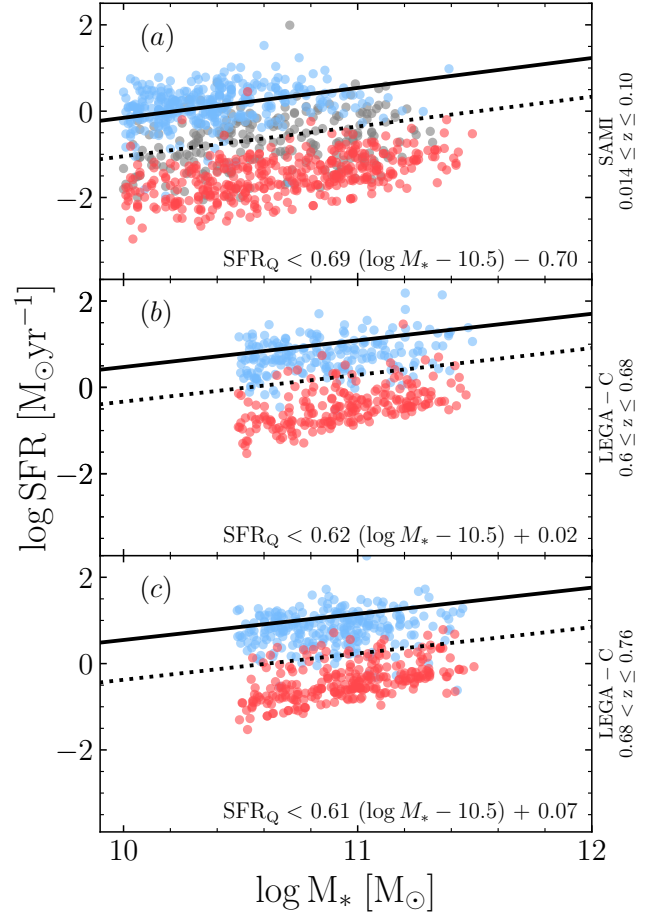 (a)
2
0
−2
SFR_Q < 0.69 (log M_* − 10.5) − 0.70
SAMI
0.014 ≤ z ≤ 0.10
(b)
2
0
−2
SFR_Q < 0.62 (log M_* − 10.5) + 0.02
LEGA − C
0.6 ≤ z ≤ 0.68
(c)
2
0
−2
SFR_Q < 0.61 (log M_* − 10.5) + 0.07
LEGA − C
0.68 < z ≤ 0.76
log SFR [M_⊙yr^{−1}]
10 11 12
log M_* [M_⊙]